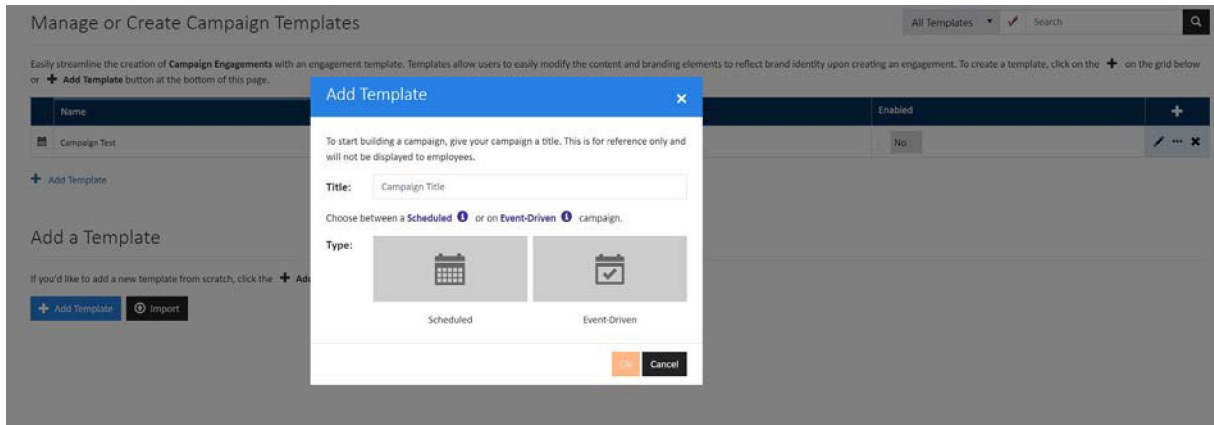 Manage or Create Campaign Templates
All Templates
Search
Easily streamline the creation of Campaign Engagements with an engagement template. Templates allow users to easily modify the content and branding elements to reflect brand identity upon creating an engagement. To create a template, click on the + on the grid below
or + Add Template button at the bottom of this page.
Name
Enabled
Campaign Test
No
+ Add Template
Add a Template
If you'd like to add a new template from scratch, click the +
+ Add Template
Import
Add Template
To start building a campaign, give your campaign a title. This is for reference only and
will not be displayed to employees.
Title:
Campaign Title
Choose between a Scheduled or on Event-Driven campaign.
Type:
Scheduled
Event-Driven
Ok
Cancel